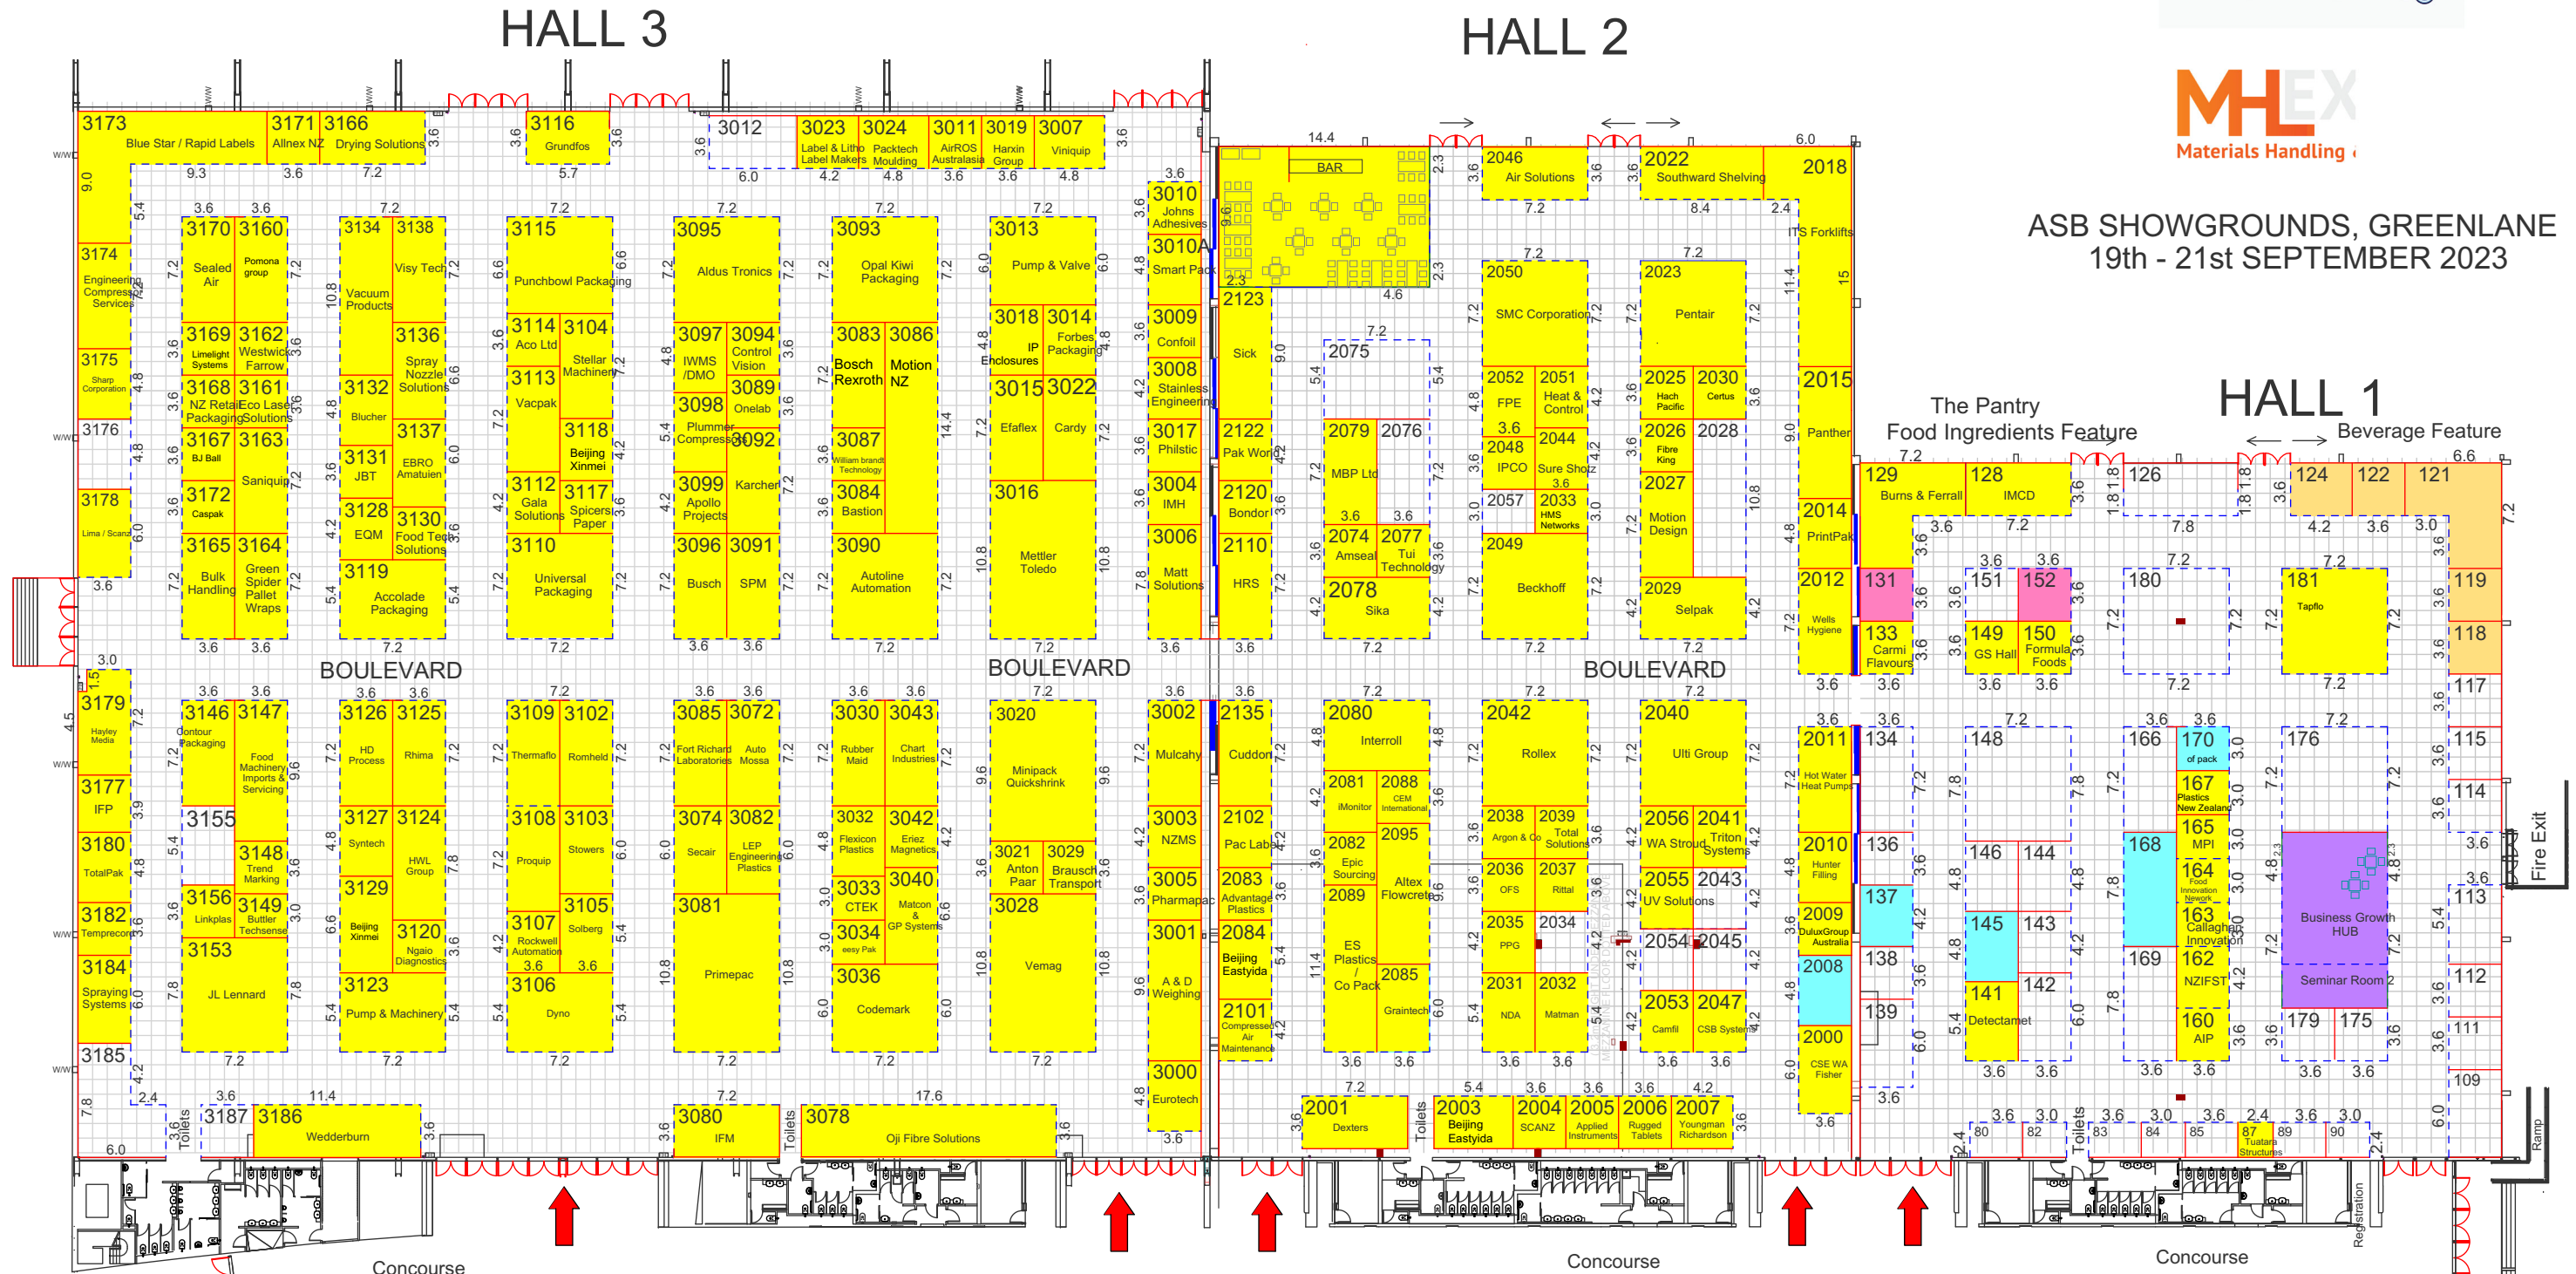 HALL 3
HALL 2
HALL 1
MHLEX
Materials Handling
ASB SHOWGROUNDS, GREENLANE
19th - 21st SEPTEMBER 2023
The Pantry
Food Ingredients Feature
Beverage Feature
3173 Blue Star / Rapid Labels
3171 Allnex NZ
3166 Drying Solutions
3116 Grundfos
3012
3023 Label & Litho Label Makers
3024 Packtech Moulding
3011 AirROS Australasia
3019 Harxin Group
3007 Viniquip
3174 Engineering Compressor Services
3175 Sharp Corporation
3176
3178 Lima / Scanz
3170 Sealed Air
3160 Pomona group
3169 Limelight Systems
3162 Westwick Farrow
3168 NZ Retail Packaging
3161 Eco Laser Solutions
3167 BJ Ball
3163 Saniquip
3172 Caspak
3165 Bulk Handling
3164 Green Spider Pallet Wraps
3134 Vacuum Products
3138 Visy Tech
3136 Spray Nozzle Solutions
3132 Blucher
3137 EBRO Amatuien
3131 JBT
3128 EQM
3130 Food Tech Solutions
3119 Accolade Packaging
3115 Punchbowl Packaging
3114 Aco Ltd
3104 Stellar Machinery
3113 Vacpak
3118 Beijing Xinmei
3112 Gala Solutions
3117 Spicers Paper
3110 Universal Packaging
3095 Aldus Tronics
3097 IWMS /DMO
3094 Control Vision
3089 Onelab
3098 Plummer Compressors
3092 Karcher
3099 Apollo Projects
3096 Busch
3091 SPM
3093 Opal Kiwi Packaging
3083 Bosch Rexroth
3086 Motion NZ
3087 William brandt Technology
3084 Bastion
3090 Autoline Automation
3013 Pump & Valve
3018 IP Enclosures
3014 Forbes Packaging
3015 Efaflex
3022 Cardy
3016 Mettler Toledo
3010 Johns Adhesives
3010A Smart Pack
3009 Confoil
3008 Stainless Engineering
3017 Philstic
3004 IMH
3006 Matt Solutions
BAR
2123 Sick
2122 Pak World
2120 Bondor
2110 HRS
2075
2079 MBP Ltd
2076
2074 Amseal
2077 Tui Technology
2078 Sika
2046 Air Solutions
2050 SMC Corporation
2052 FPE
2051 Heat & Control
2048 IPCO
2044 Sure Shotz
2057
2033 HMS Networks
2049 Beckhoff
2022 Southward Shelving
2018 ITS Forklifts
2023 Pentair
2025 Hach Pacific
2030 Certus
2026 Fibre King
2028
2027 Motion Design
2029 Selpak
2015 Panther
2014 PrintPak
2012 Wells Hygiene
129 Burns & Ferrall
128 IMCD
126
124
122
121
131
133 Carmi Flavours
151
152
149 GS Hall
150 Formula Foods
180
181 Tapflo
119
118
117
BOULEVARD
BOULEVARD
BOULEVARD
3179 Hayley Media
3177 IFP
3180 TotalPak
3182 Temprecord
3184 Spraying Systems
3185
3187
3186 Wedderburn
3146 Contour Packaging
3147 Food Machinery Imports & Servicing
3155
3148 Trend Marking
3156 Linkplas
3149 Buttler Techsense
3153 JL Lennard
3126 HD Process
3125 Rhima
3127 Syntech
3124 HWL Group
3129 Beijing Xinmei
3120 Ngaio Diagnostics
3123 Pump & Machinery
3109 Thermaflo
3102 Romheld
3108 Proquip
3103 Stowers
3107 Rockwell Automation
3105 Solberg
3106 Dyno
3085 Fort Richard Laboratories
3072 Auto Mossa
3074 Secair
3082 LEP Engineering Plastics
3081 Primepac
3080 IFM
3030 Rubber Maid
3043 Chart Industries
3032 Flexicon Plastics
3042 Eriez Magnetics
3033 CTEK
3040 Matcon & GP Systems
3034 eesy Pak
3036 Codemark
3078 Oji Fibre Solutions
3020 Minipack Quickshrink
3021 Anton Paar
3029 Brausch Transport
3028 Vemag
3002 Mulcahy
3003 NZMS
3005 Pharmapac
3001 A & D Weighing
3000 Eurotech
2135 Cuddon
2102 Pac Label
2083 Advantage Plastics
2084 Beijing Eastyida
2101 Compressed Air Maintenance
2080 Interroll
2081 iMonitor
2088 CEM International
2082 Epic Sourcing
2095 Altex Flowcrete
2089 ES Plastics / Co Pack
2085 Graintech
2042 Rollex
2038 Argon & Co
2039 Total Solutions
2036 OFS
2037 Rittal
2035 PPG
2034
2031 NDA
2032 Matman
2040 Ulti Group
2056 WA Stroud
2041 Triton Systems
2055 UV Solutions
2043
2054
2045
2053 Camfil
2047 CSB Systems
2011 Hot Water Heat Pumps
2010 Hunter Filling
2009 DuluxGroup Australia
2008
2000 CSE WA Fisher
2001 Dexters
2003 Beijing Eastyida
2004 SCANZ
2005 Applied Instruments
2006 Rugged Tablets
2007 Youngman Richardson
134
136
137
138
139
148
146
144
145
143
141 Detectamet
142
166
170 of pack
167 Plastics New Zealand
165 MPI
168
164 Food Innovation Nework
163 Callaghan Innovation
169
162 NZIFST
160 AIP
176
Business Growth HUB
Seminar Room 2
179
175
115
114
113
112
111
109
80
82
83
84
85
87 Tuatara Structures
89
90
Toilets
Toilets
Toilets
Toilets
Fire Exit
Ramp
Registration
Concourse
Concourse
Concourse